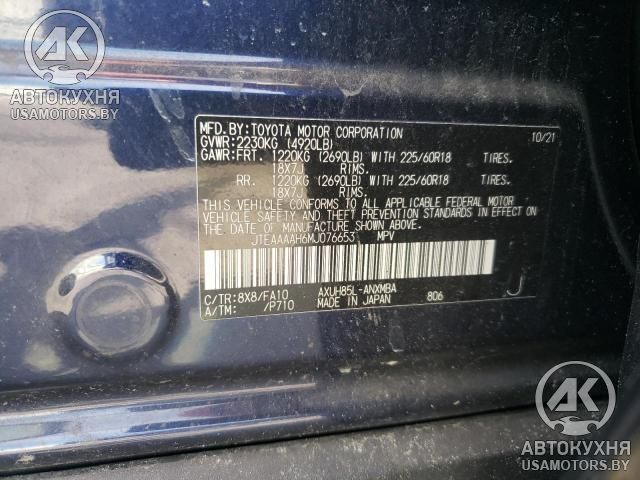 AK
АВТОКУХНЯ
USAMOTORS.BY
MFD.BY:TOYOTA MOTOR CORPORATION 10/21
GVWR:2230KG (4920LB)
GAWR:FRT. 1220KG (2690LB) WITH 225/60R18 TIRES.
18X7J RIMS.
RR. 1220KG (2690LB) WITH 225/60R18 TIRES.
18X7J RIMS.
THIS VEHICLE CONFORMS TO ALL APPLICABLE FEDERAL MOTOR
VEHICLE SAFETY AND THEFT PREVENTION STANDARDS IN EFFECT ON
THE DATE OF MANUFACTURE SHOWN ABOVE.
JTEAAAAH6MJ076653 MPV
C/TR:8X8/FA10 AXUH85L-ANXMBA 8D6 J
A/TM: /P710 MADE IN JAPAN
AK
АВТОКУХНЯ
USAMOTORS.BY